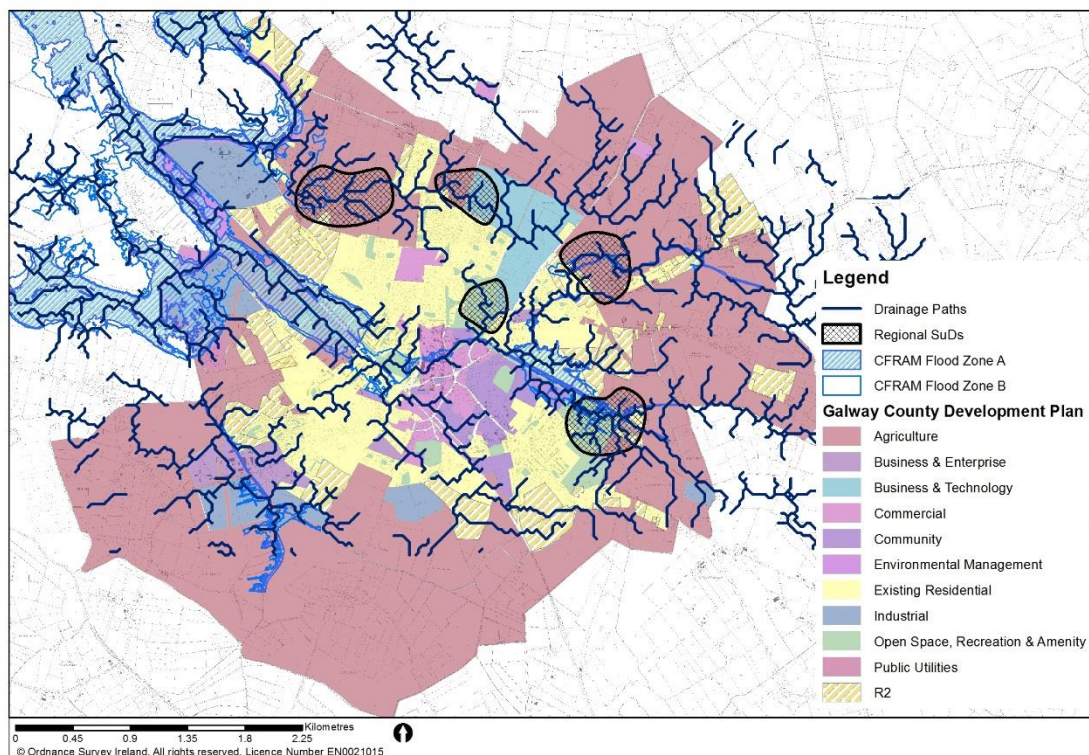 Legend
Drainage Paths
Regional SuDs
CFRAM Flood Zone A
CFRAM Flood Zone B
Galway County Development Plan
Agriculture
Business & Enterprise
Business & Technology
Commercial
Community
Environmental Management
Existing Residential
Industrial
Open Space, Recreation & Amenity
Public Utilities
R2
Kilometres
0 0.45 0.9 1.35 1.8 2.25
© Ordnance Survey Ireland. All rights reserved. Licence Number EN0021015